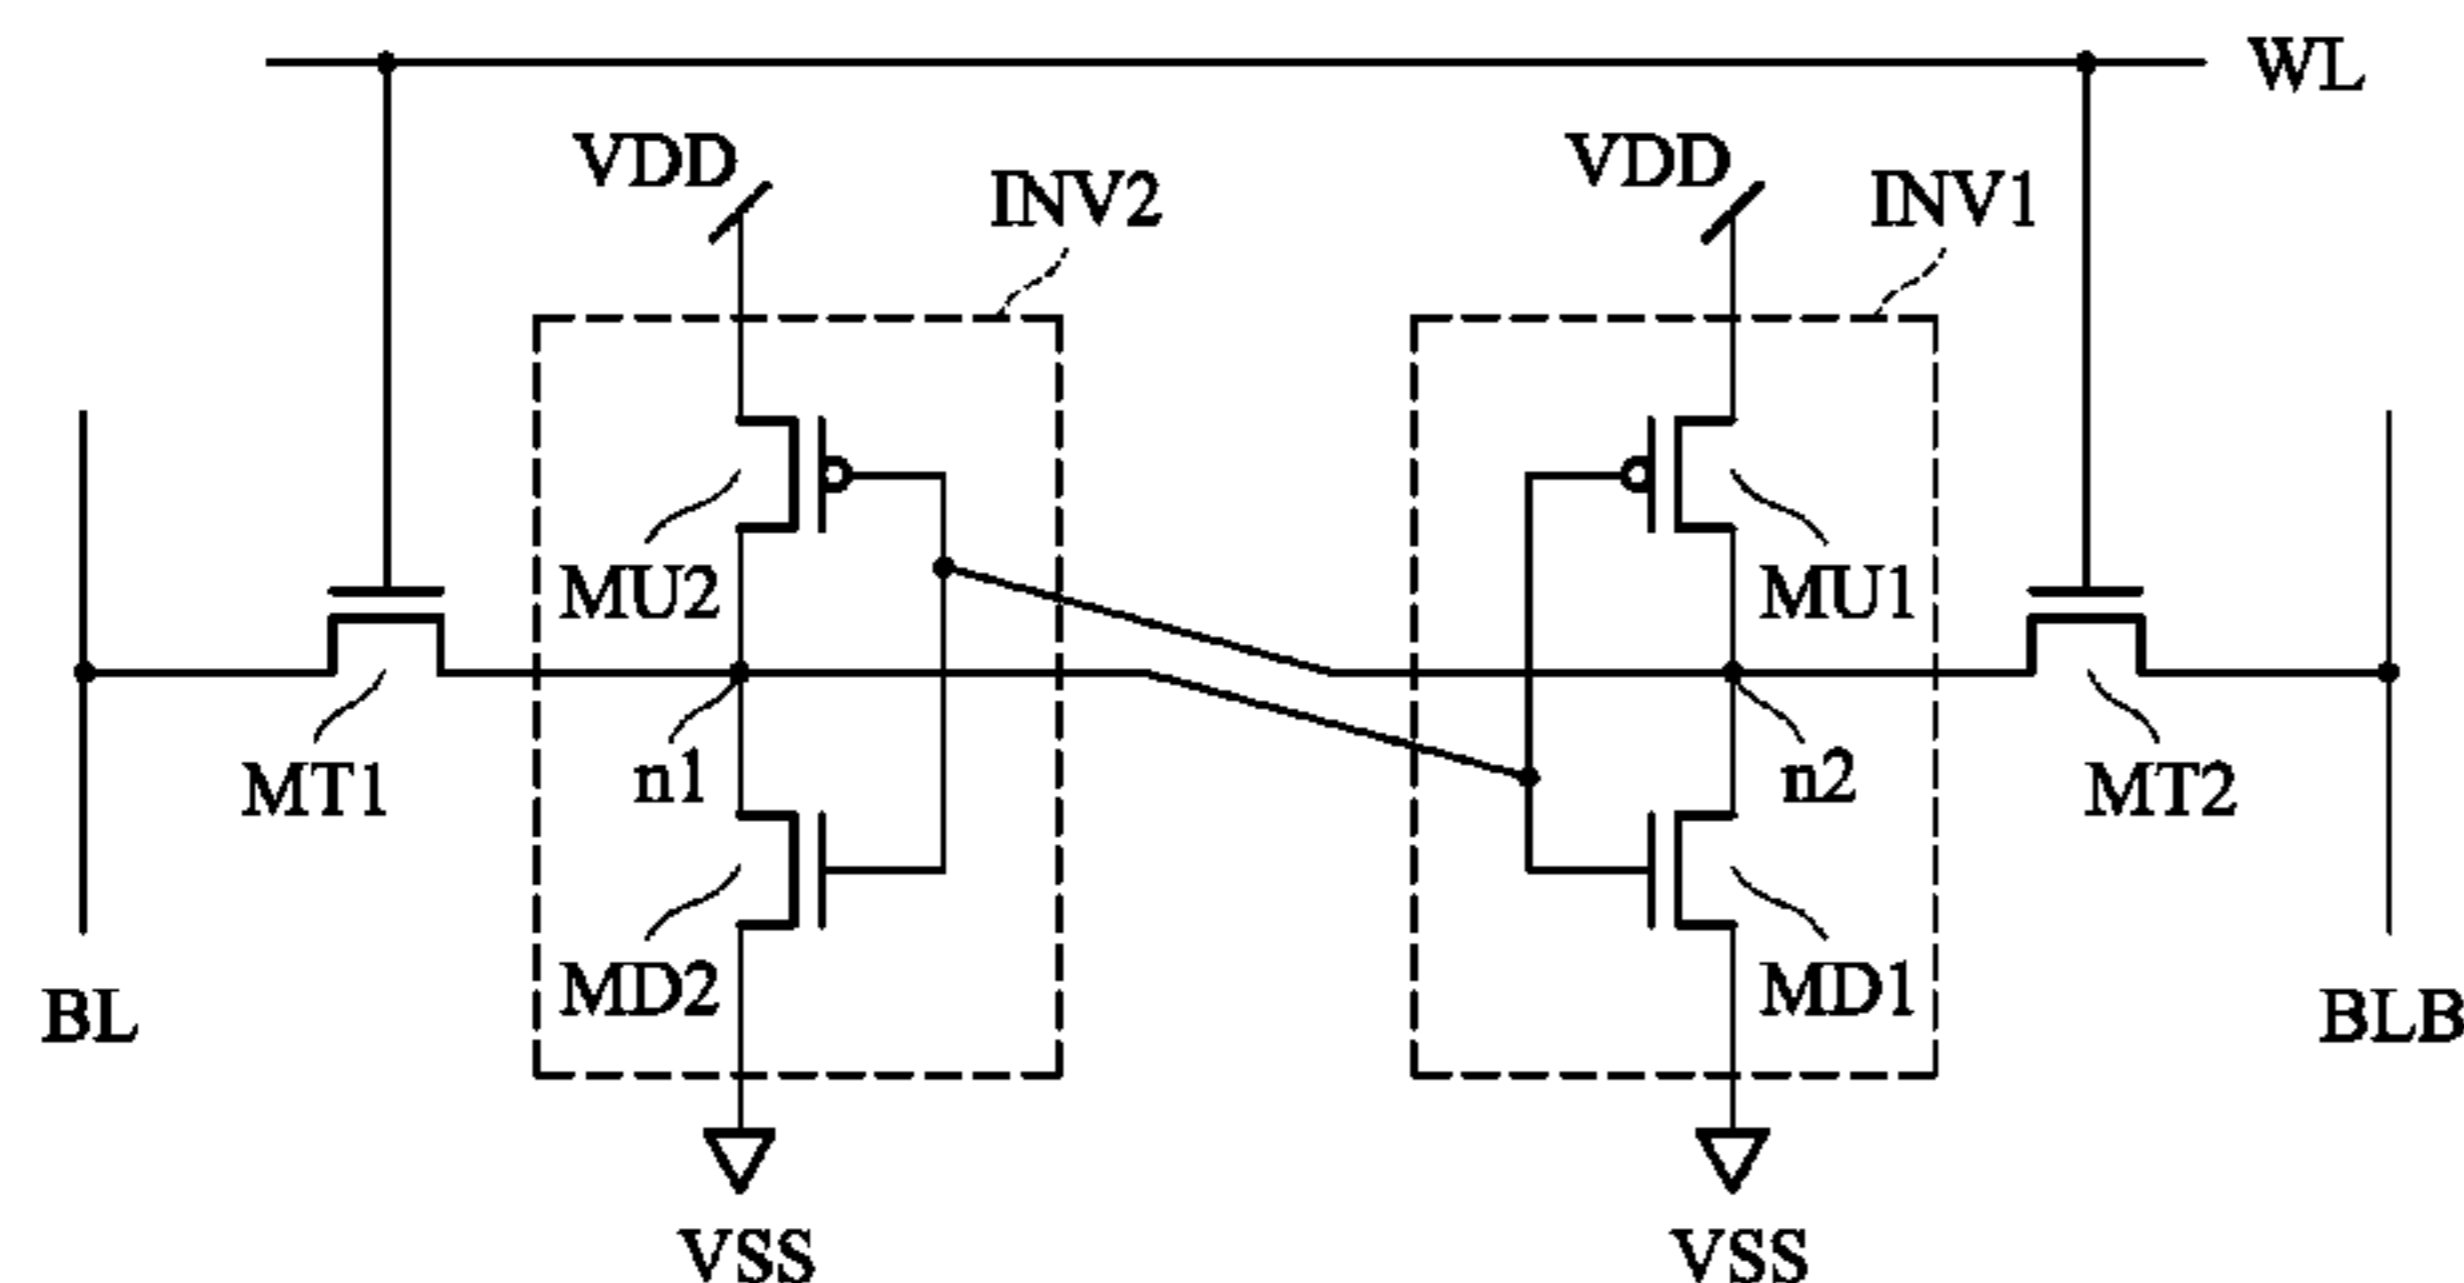 WL
VDD
VDD
INV2
INV1
MU2
MU1
MT1
n1
n2
MT2
MD2
MD1
BL
BLB
VSS
VSS